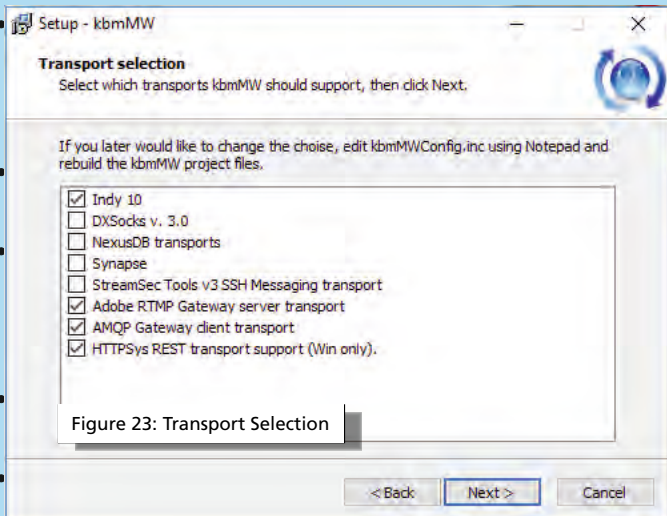 Setup - kbmMW
Transport selection
Select which transports kbmMW should support, then click Next.
If you later would like to change the choise, edit kbmMWConfig.inc using Notepad and
rebuild the kbmMW project files.
Indy 10
DXSocks v. 3.0
NexusDB transports
Synapse
StreamSec Tools v3 SSH Messaging transport
Adobe RTMP Gateway server transport
AMQP Gateway client transport
HTTPSys REST transport support (Win only).
Figure 23: Transport Selection
< Back
Next >
Cancel